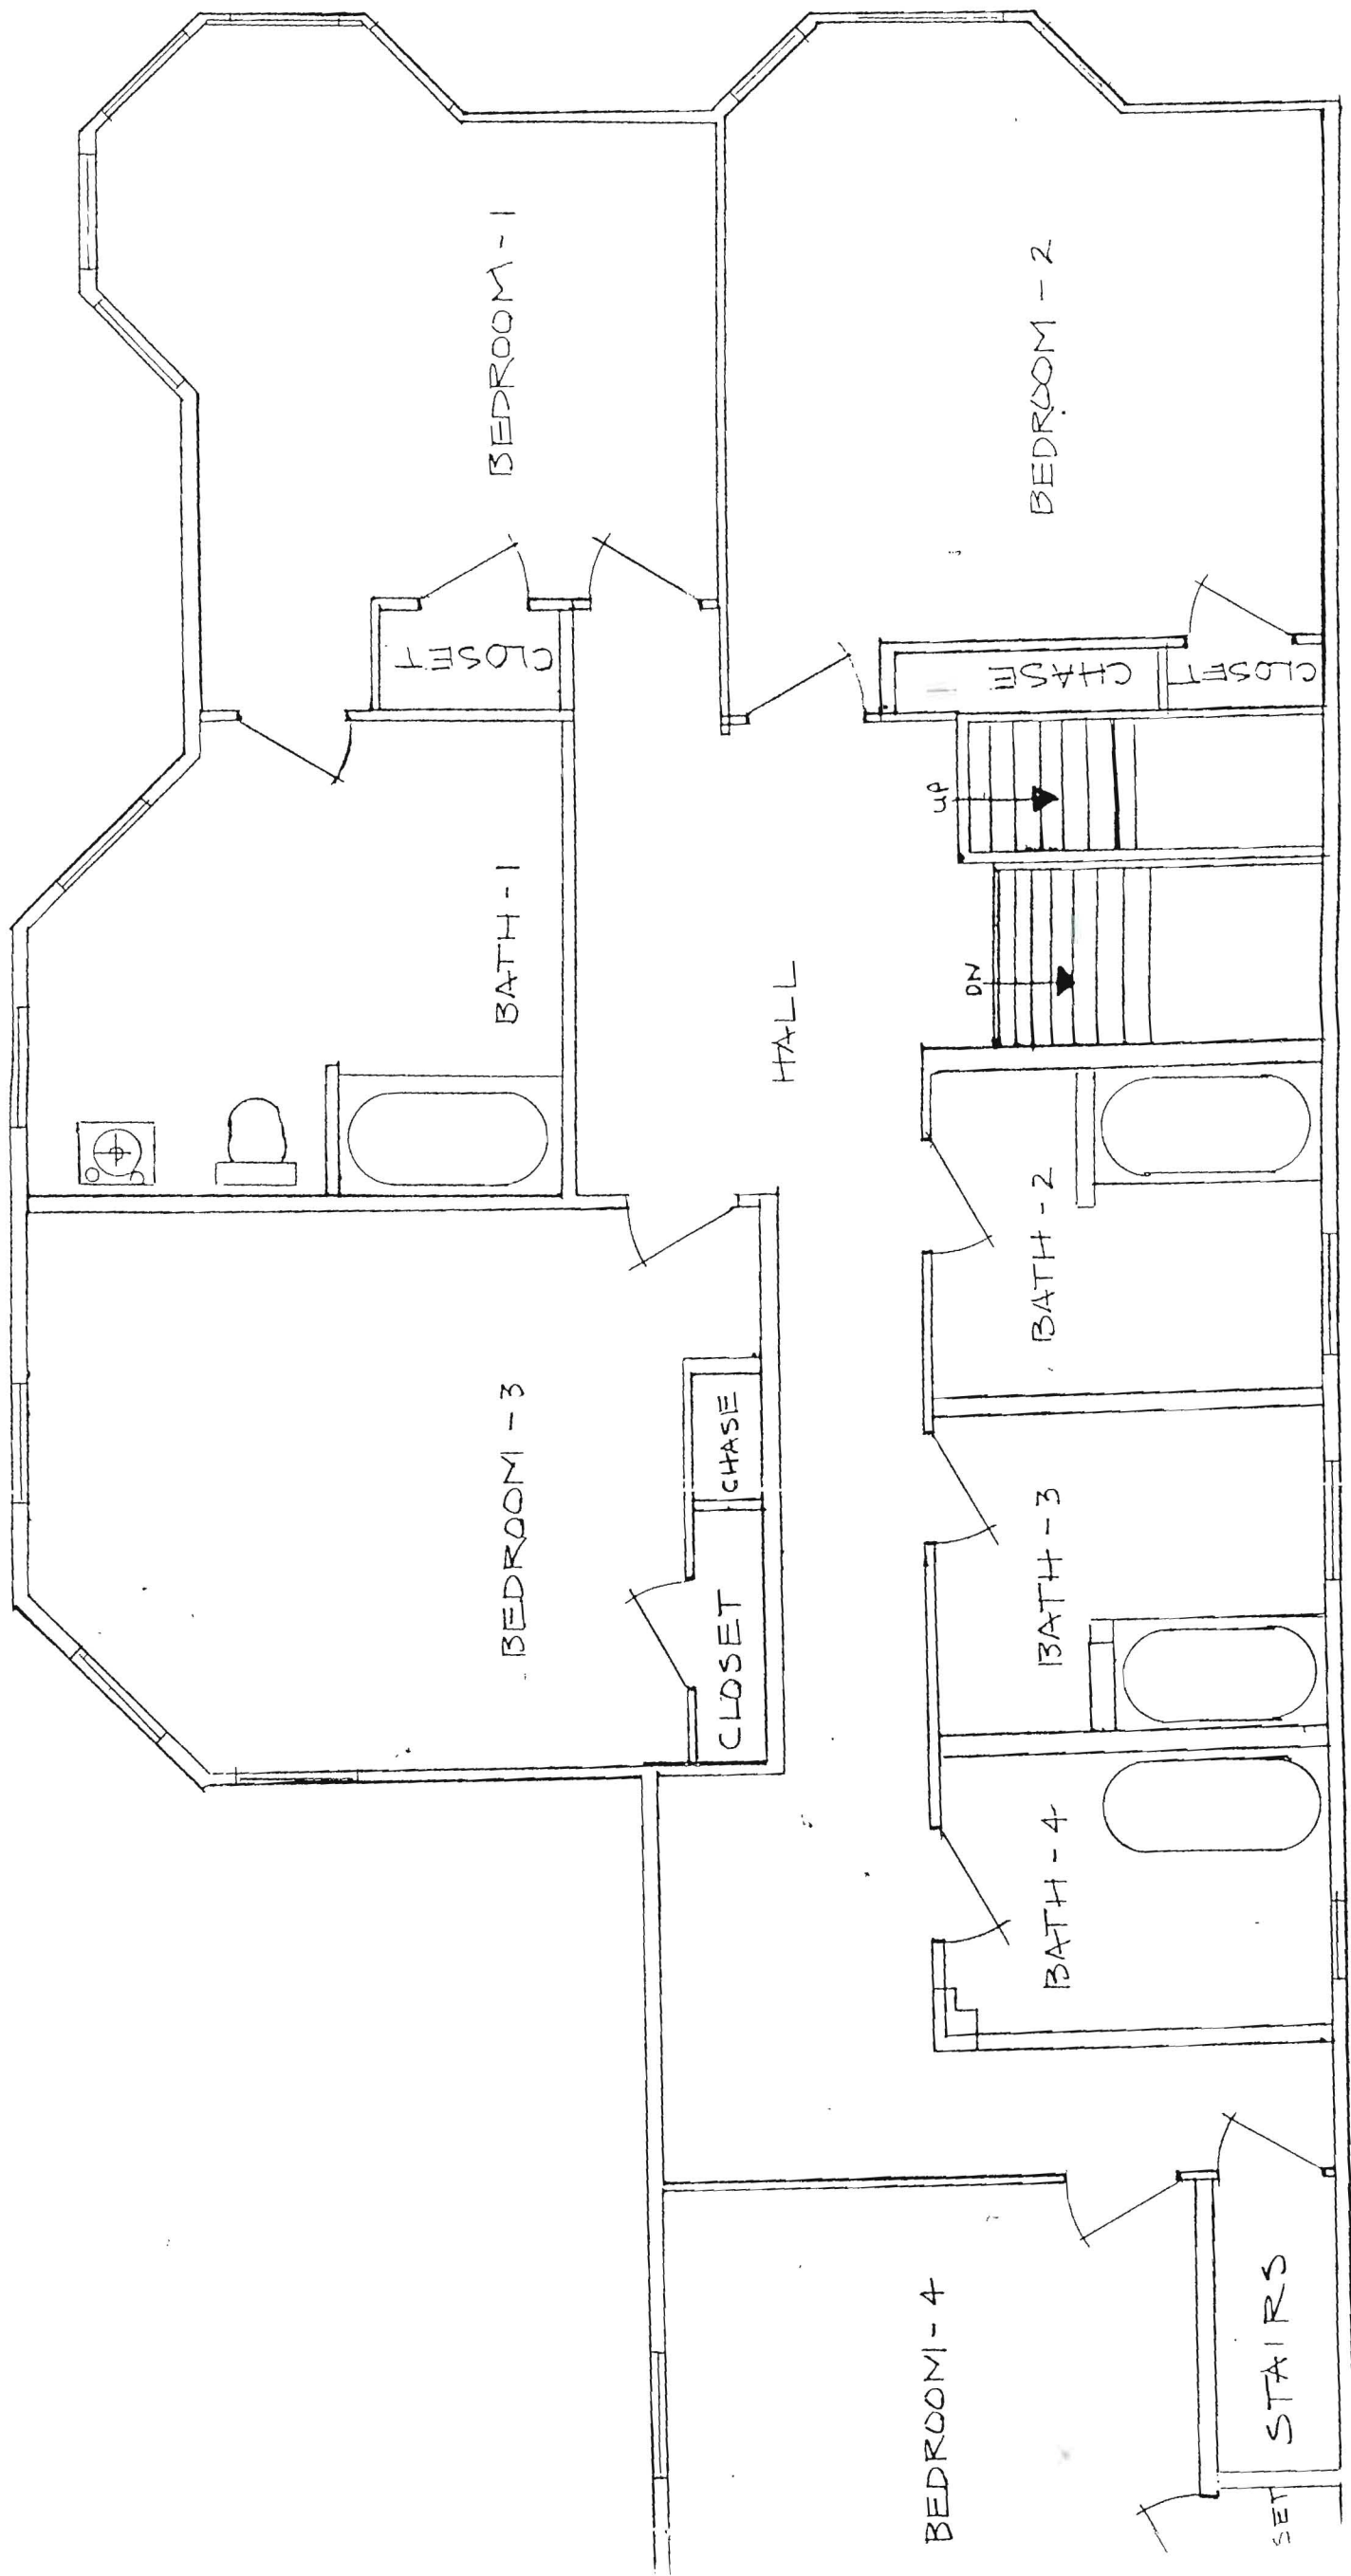 BEDROOM-1
BEDROOM-2
CLOSET
CHASE
CLOSET
UP
BATH-1
DN
HALL
BATH-2
BEDROOM-3
CHASE
CLOSET
BATH-3
BATH-4
BEDROOM-4
STAIRS
SET